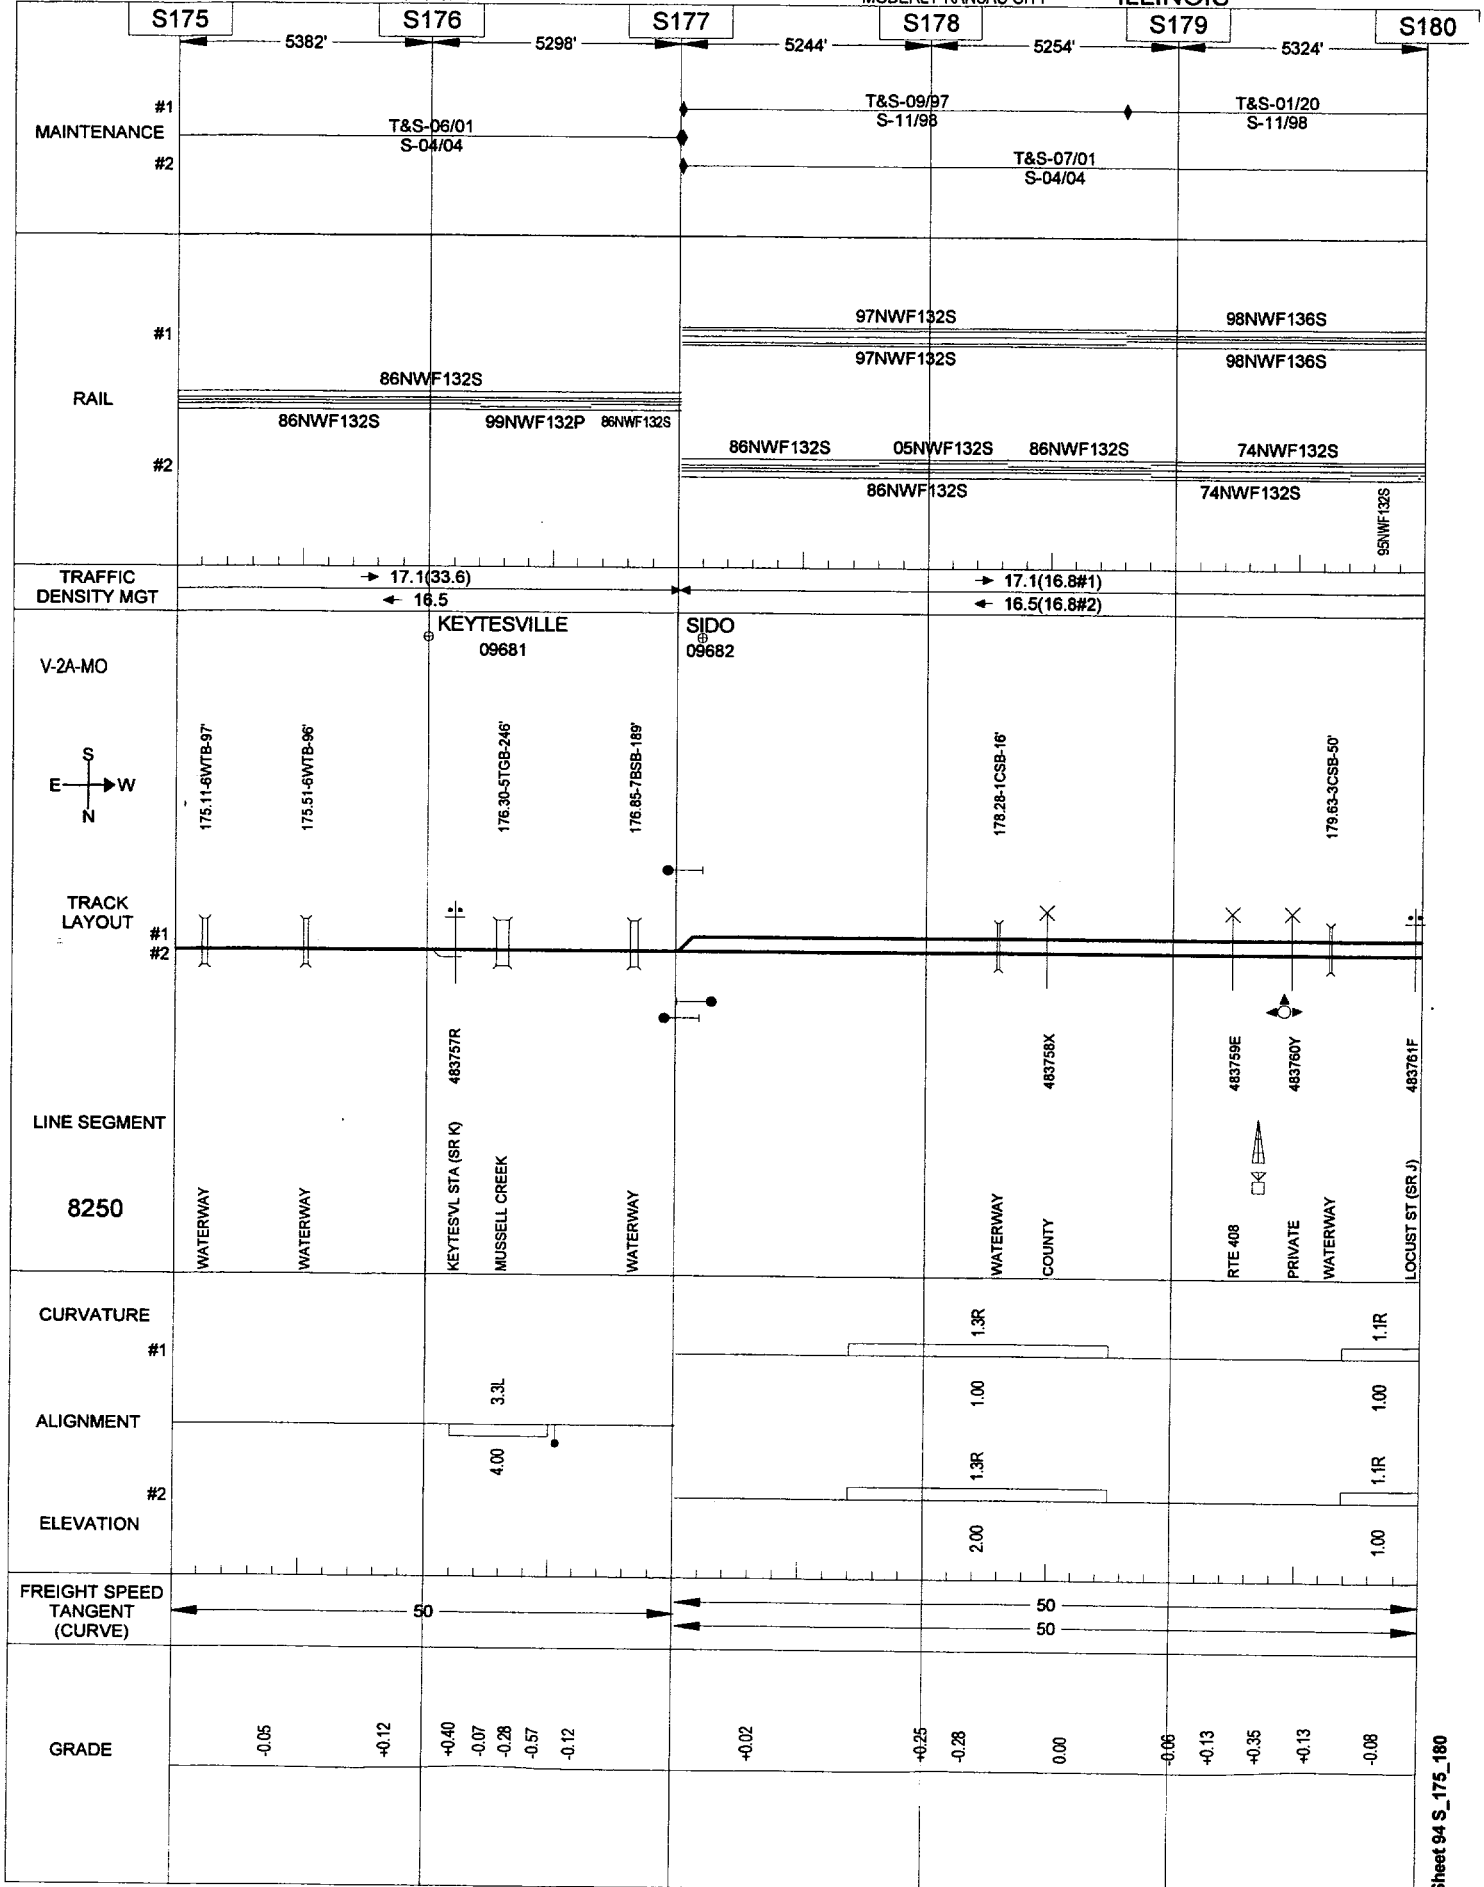 ILLINOIS
S175 S176 S177 S178 S179 S180
5382' 5298' 5244' 5254' 5324'
MAINTENANCE
#1
#2
T&S-06/01
S-04/04
T&S-09/97
S-11/98
T&S-01/20
S-11/98
T&S-07/01
S-04/04
RAIL
#1
#2
97NWF132S 98NWF136S
97NWF132S 98NWF136S
86NWF132S
86NWF132S 99NWF132P 86NWF132S
86NWF132S 05NWF132S 86NWF132S 74NWF132S
86NWF132S 74NWF132S
95NWF132S
TRAFFIC
DENSITY MGT
→ 17.1(33.6) → 17.1(16.8#1)
← 16.5 ← 16.5(16.8#2)
KEYTESVILLE
09681
SIDO
09682
V-2A-MO
S
E W
N
175.11-6WTB-97'
175.51-6WTB-96'
176.30-5TGB-246'
176.85-7BSB-189'
178.28-1CSB-16'
179.63-3CSB-50'
TRACK
LAYOUT
#1
#2
483757R
483758X
483759E
483760Y
483761F
LINE SEGMENT
8250
WATERWAY
WATERWAY
KEYTES'VL STA (SR K)
MUSSELL CREEK
WATERWAY
WATERWAY
COUNTY
RTE 408
PRIVATE
WATERWAY
LOCUST ST (SR J)
CURVATURE
#1
1.3R 1.1R
1.00 1.00
ALIGNMENT
3.3L
4.00
#2
1.3R 1.1R
ELEVATION
2.00 1.00
FREIGHT SPEED
TANGENT
(CURVE)
50 50
50
GRADE
-0.05
+0.12
+0.40
-0.07
-0.28
-0.57
-0.12
+0.02
+0.25
-0.28
0.00
-0.06
+0.13
+0.35
+0.13
-0.08
Sheet 94 S_175_180